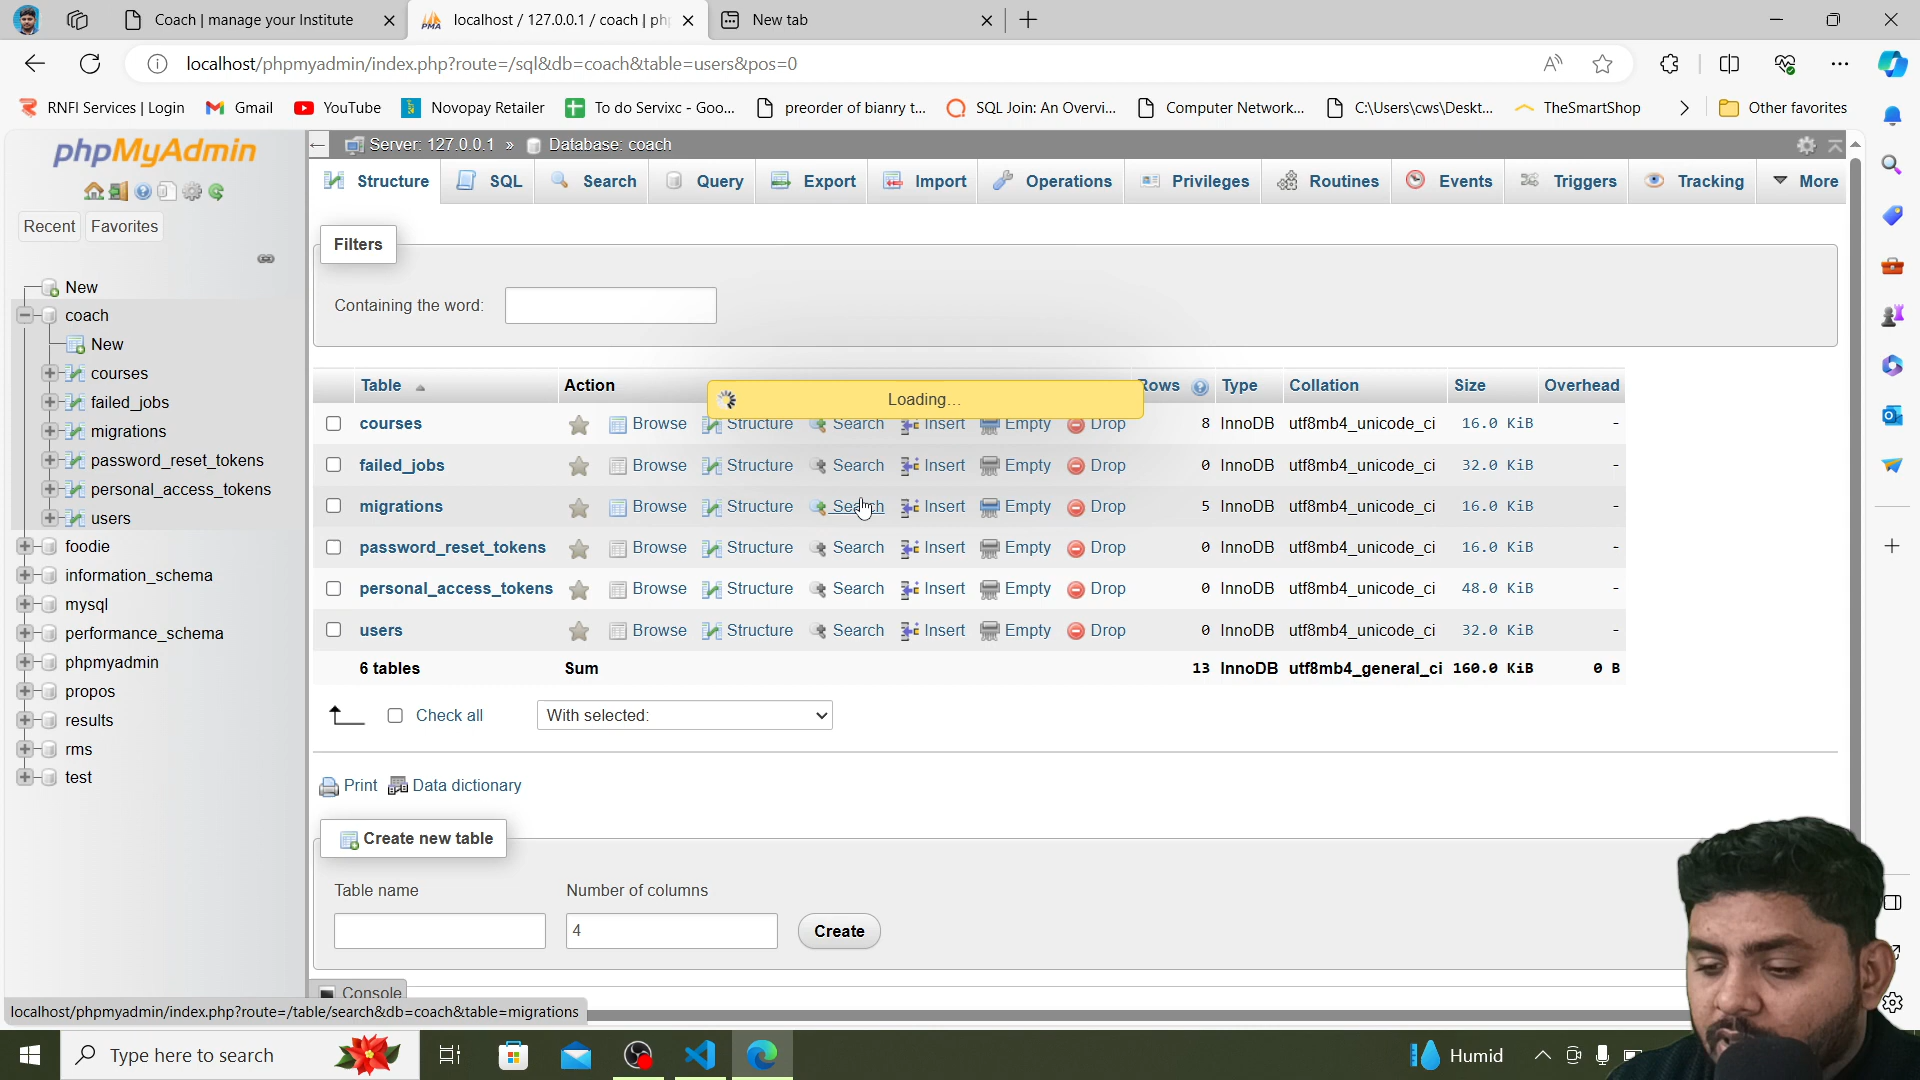 Coach | manage your Institute
localhost / 127.0.0.1 / coach | ph
New tab
localhost/phpmyadmin/index.php?route=/sql&db=coach&table=users&pos=0
RNFI Services | Login
Gmail
YouTube
Novopay Retailer
To do Servixc - Goo...
preorder of bianry t...
SQL Join: An Overvi...
Computer Network...
C:\Users\cws\Deskt...
TheSmartShop
Other favorites
phpMyAdmin
Recent
Favorites
New
coach
New
courses
failed_jobs
migrations
password_reset_tokens
personal_access_tokens
users
foodie
information_schema
mysql
performance_schema
phpmyadmin
propos
results
rms
test
Server: 127.0.0.1 » Database: coach
Structure SQL Search Query Export Import Operations Privileges Routines Events Triggers Tracking More
Filters
Containing the word:
Table Action Rows Type Collation Size Overhead
Loading...
courses Browse Structure Search Insert Empty Drop 8 InnoDB utf8mb4_unicode_ci 16.0 KiB -
failed_jobs Browse Structure Search Insert Empty Drop 0 InnoDB utf8mb4_unicode_ci 32.0 KiB -
migrations Browse Structure Search Insert Empty Drop 5 InnoDB utf8mb4_unicode_ci 16.0 KiB -
password_reset_tokens Browse Structure Search Insert Empty Drop 0 InnoDB utf8mb4_unicode_ci 16.0 KiB -
personal_access_tokens Browse Structure Search Insert Empty Drop 0 InnoDB utf8mb4_unicode_ci 48.0 KiB -
users Browse Structure Search Insert Empty Drop 0 InnoDB utf8mb4_unicode_ci 32.0 KiB -
6 tables Sum 13 InnoDB utf8mb4_general_ci 160.0 KiB 0 B
Check all
With selected:
Print
Data dictionary
Create new table
Table name
Number of columns
4
Create
Console
localhost/phpmyadmin/index.php?route=/table/search&db=coach&table=migrations
Type here to search
Humid